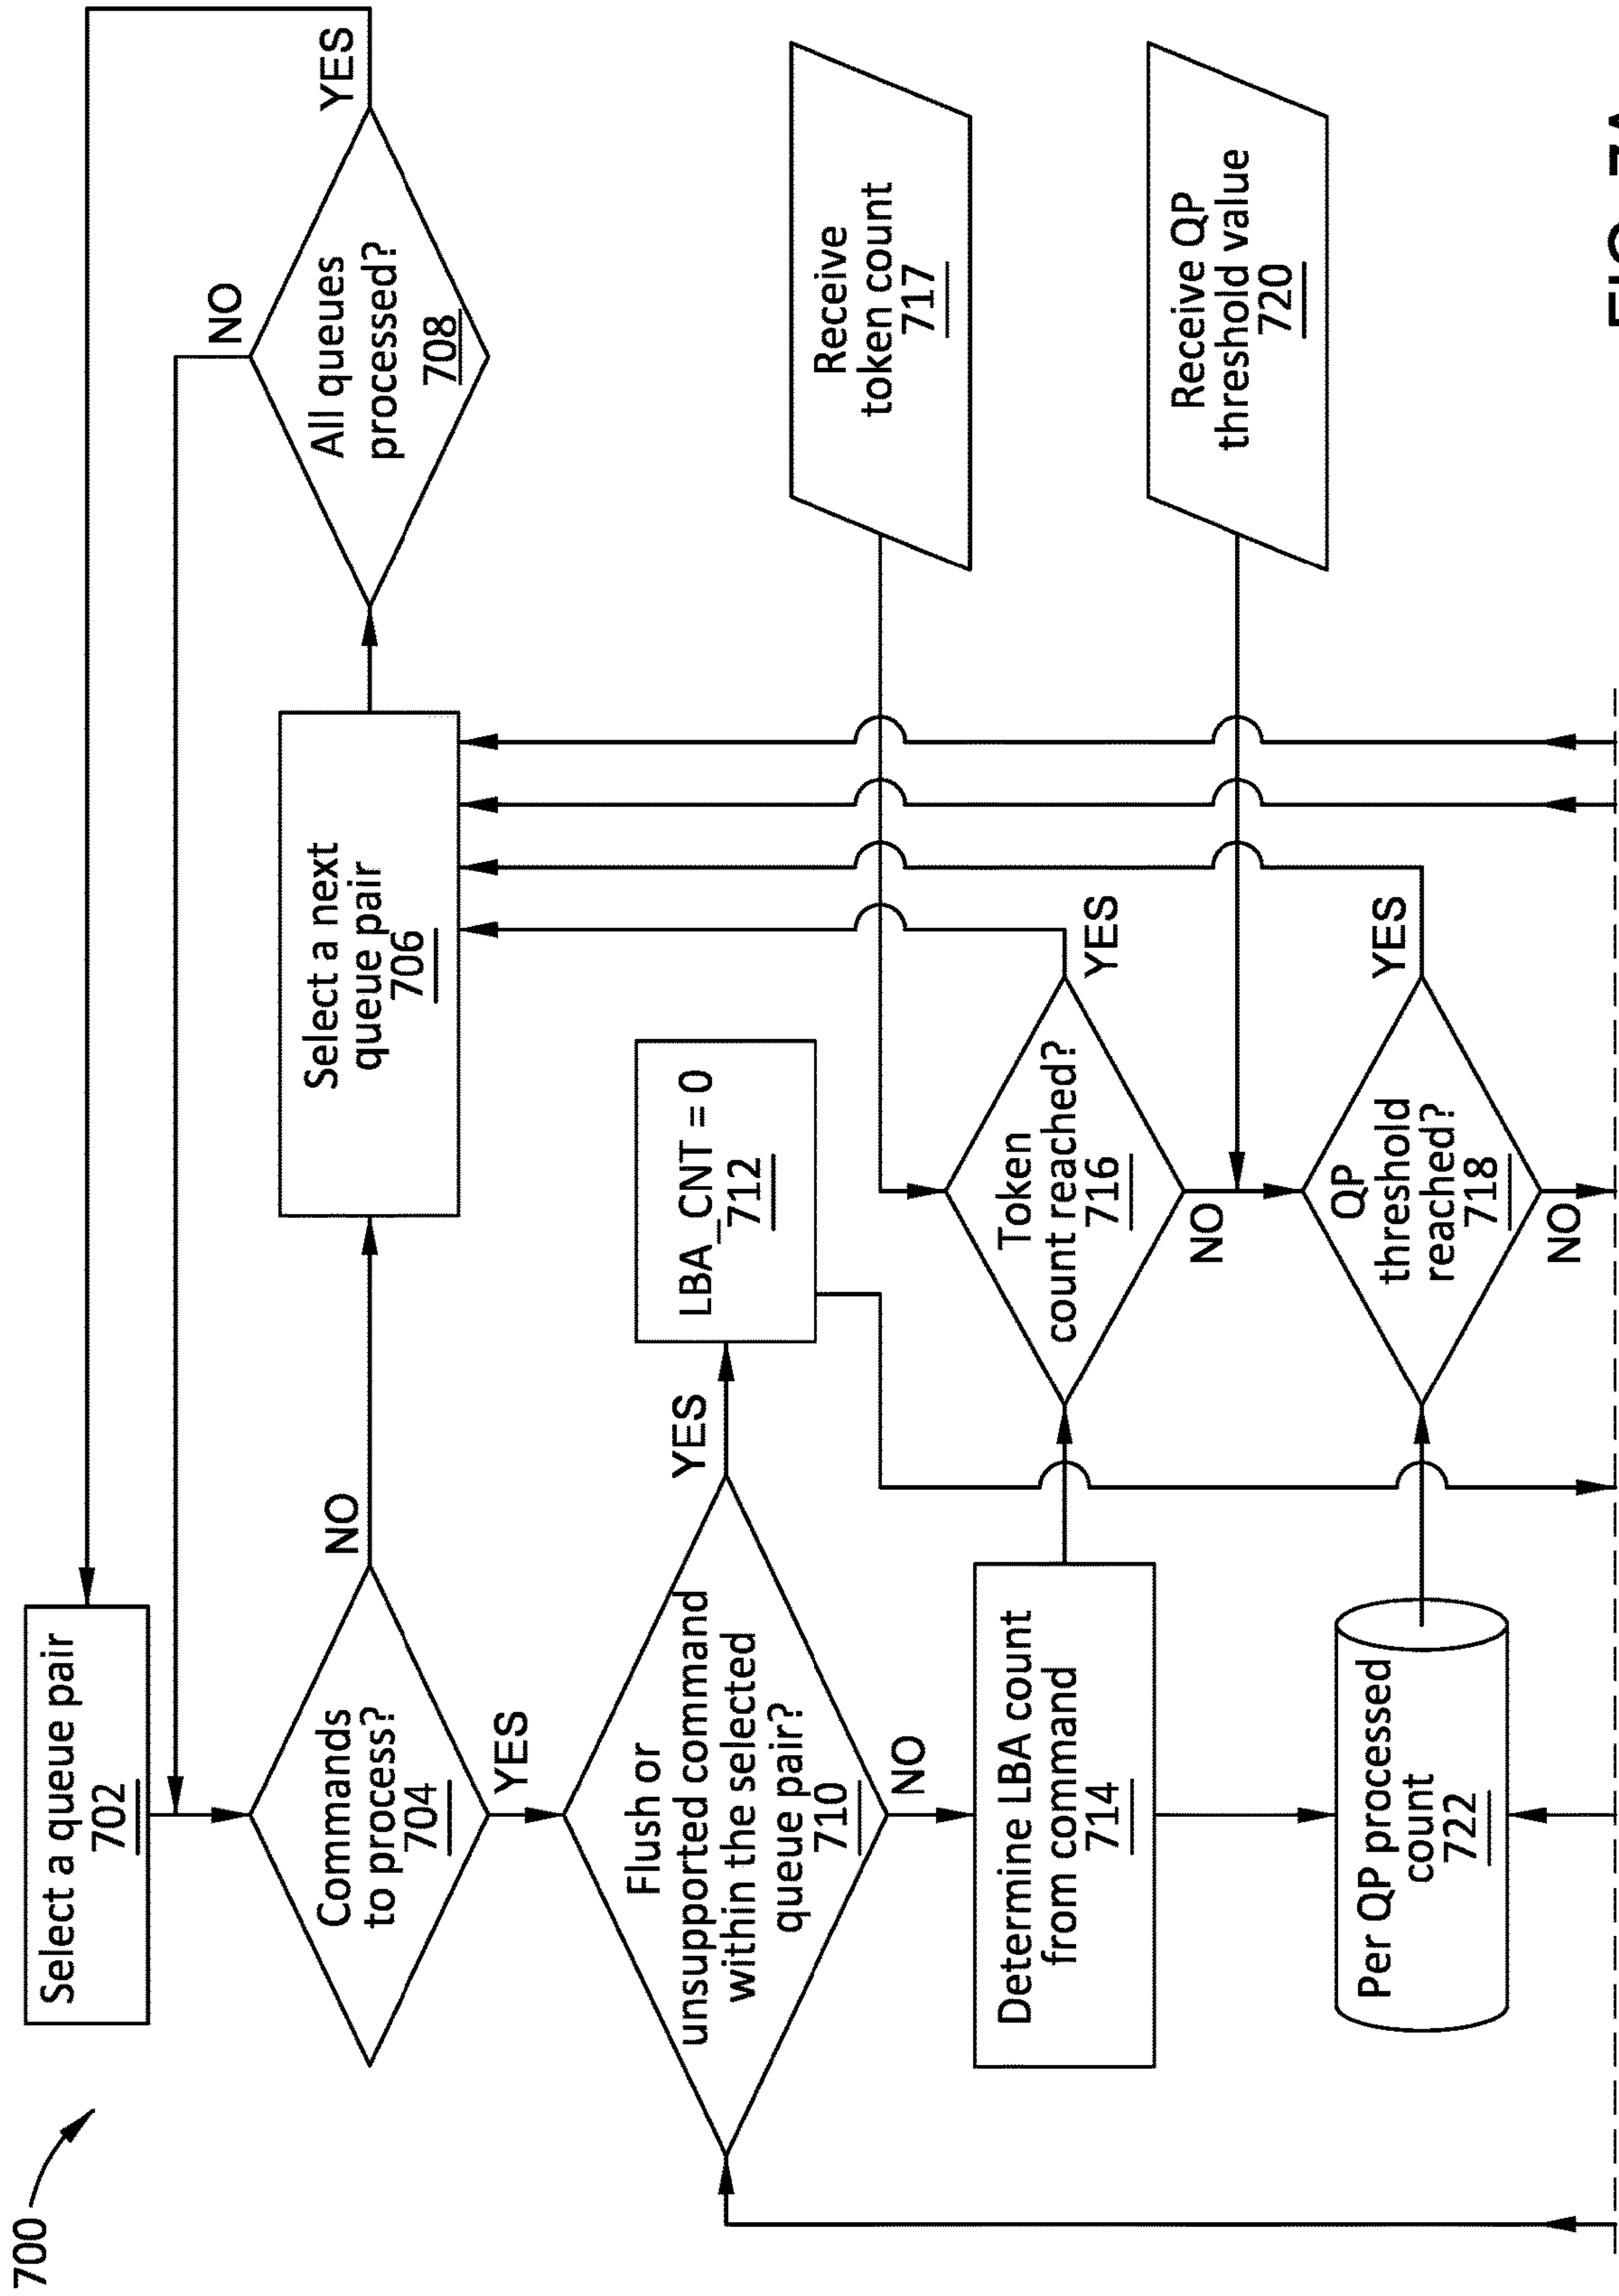 700
Select a queue pair
702
Commands
to process?
704
NO
YES
Select a next
queue pair
706
All queues
processed?
708
NO
YES
Flush or
unsupported command
within the selected
queue pair?
710
YES
NO
LBA_CNT = 0
712
Determine LBA count
from command
714
Token
count reached?
716
YES
NO
Receive
token count
717
Per QP processed
count
722
QP
threshold
reached?
718
YES
NO
Receive QP
threshold value
720